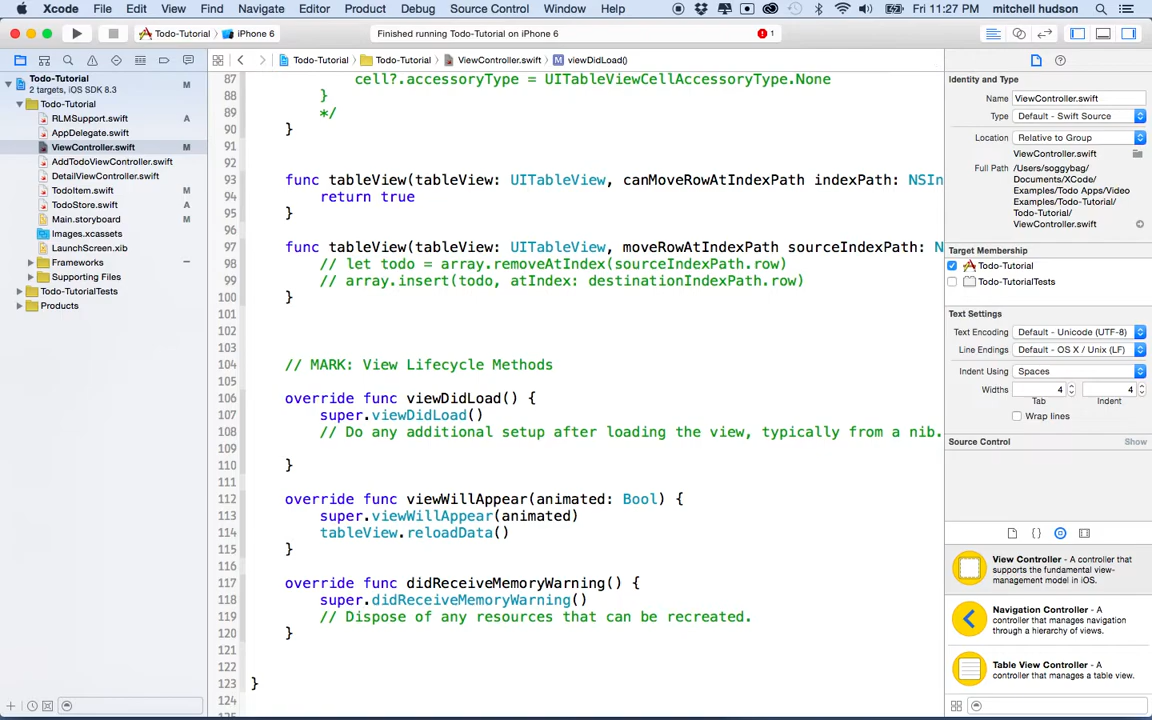 Xcode File Edit View Find Navigate Editor Product Debug Source Control Window Help Fri 11:27 PM mitchell hudson
Todo-Tutorial iPhone 6 Finished running Todo-Tutorial on iPhone 6 1
Todo-Tutorial Todo-Tutorial ViewController.swift M viewDidLoad()
Todo-Tutorial M
2 targets, iOS SDK 8.3
Todo-Tutorial
RLMSupport.swift A
AppDelegate.swift
ViewController.swift M
AddTodoViewController.swift
DetailViewController.swift
TodoItem.swift M
TodoStore.swift A
Main.storyboard M
Images.xcassets
LaunchScreen.xib
Frameworks
Supporting Files
Todo-TutorialTests
Products
87 cell?.accessoryType = UITableViewCellAccessoryType.None
88 }
89 */
90 }
91
92
93 func tableView(tableView: UITableView, canMoveRowAtIndexPath indexPath: NSIn
94 return true
95 }
96
97 func tableView(tableView: UITableView, moveRowAtIndexPath sourceIndexPath: N
98 // let todo = array.removeAtIndex(sourceIndexPath.row)
99 // array.insert(todo, atIndex: destinationIndexPath.row)
100 }
101
102
103
104 // MARK: View Lifecycle Methods
105
106 override func viewDidLoad() {
107 super.viewDidLoad()
108 // Do any additional setup after loading the view, typically from a nib.
109
110 }
111
112 override func viewWillAppear(animated: Bool) {
113 super.viewWillAppear(animated)
114 tableView.reloadData()
115 }
116
117 override func didReceiveMemoryWarning() {
118 super.didReceiveMemoryWarning()
119 // Dispose of any resources that can be recreated.
120 }
121
122
123 }
124
Identity and Type
Name ViewController.swift
Type Default - Swift Source
Location Relative to Group
ViewController.swift
Full Path /Users/soggybag/
Documents/XCode/
Examples/Todo Apps/Video
Examples/Todo-Tutorial/
Todo-Tutorial/
ViewController.swift
Target Membership
Todo-Tutorial
Todo-TutorialTests
Text Settings
Text Encoding Default - Unicode (UTF-8)
Line Endings Default - OS X / Unix (LF)
Indent Using Spaces
Widths 4 4
Tab Indent
Wrap lines
Source Control Show
View Controller - A controller that
supports the fundamental view-
management model in iOS.
Navigation Controller - A
controller that manages navigation
through a hierarchy of views.
Table View Controller - A
controller that manages a table view.